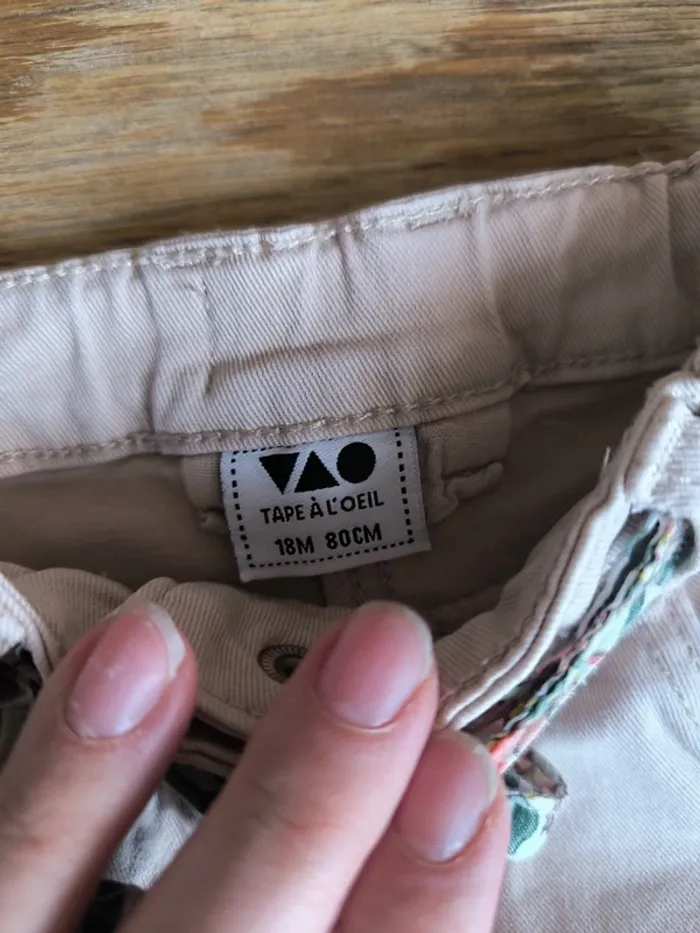 TAPE À L'OEIL
18M 80CM